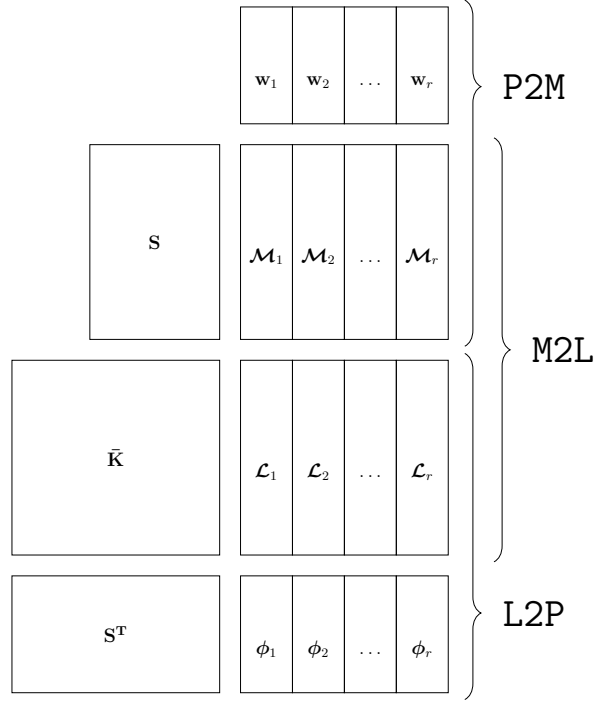 w₁ w₂ … wᵣ
P2M
S
ℳ₁ ℳ₂ … ℳᵣ
M2L
K̄
ℒ₁ ℒ₂ … ℒᵣ
L2P
Sᵀ
ϕ₁ ϕ₂ … ϕᵣ